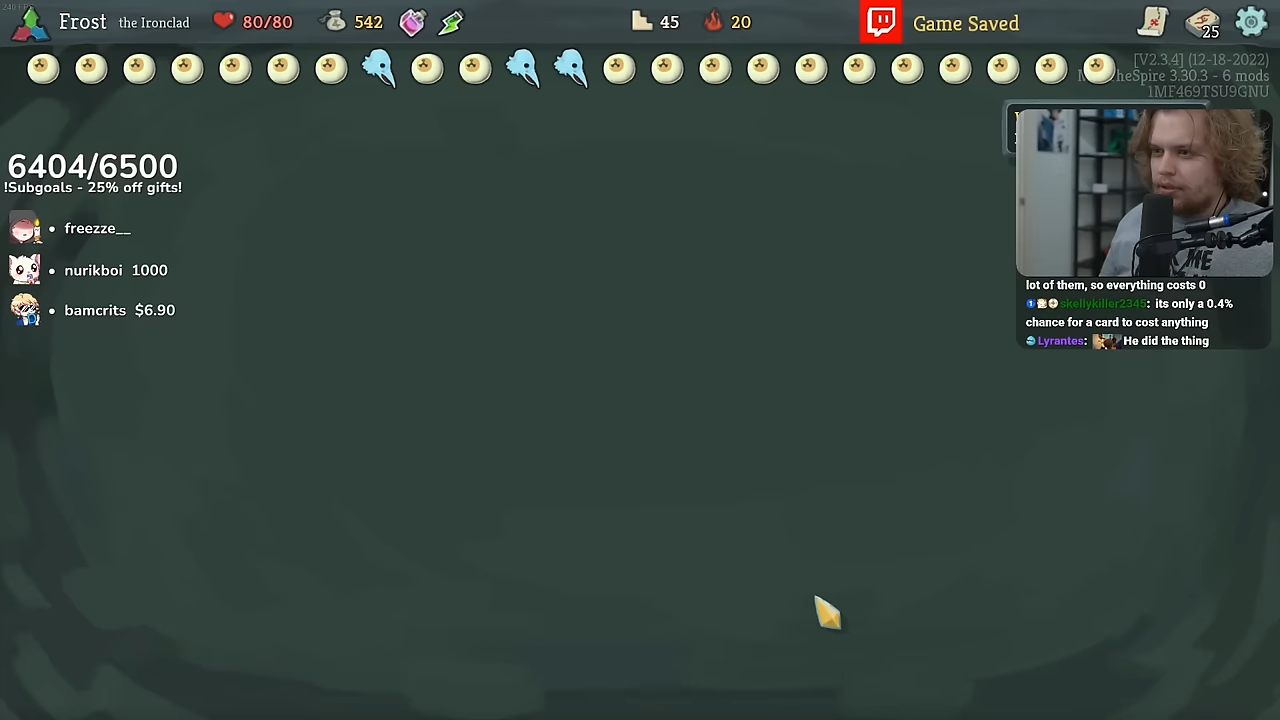 240 FPS
Frost the Ironclad 80/80 542 45 20 Game Saved 25
[V2.3.4] (12-18-2022)
3.30.3 - 6 mods
1MF469TSU9GNU
6404/6500
!Subgoals - 25% off gifts!
• freezze__
• nurikboi 1000
• bamcrits $6.90
ME
lot of them, so everything costs 0
skellykiller2345: its only a 0.4%
chance for a card to cost anything
Lyrantes: He did the thing